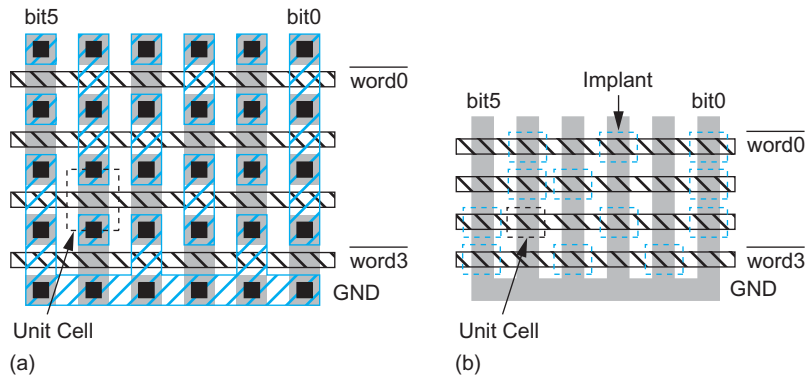 bit5
bit0
word0
word3
GND
Unit Cell
(a)
Implant
bit5
bit0
word0
word3
GND
Unit Cell
(b)